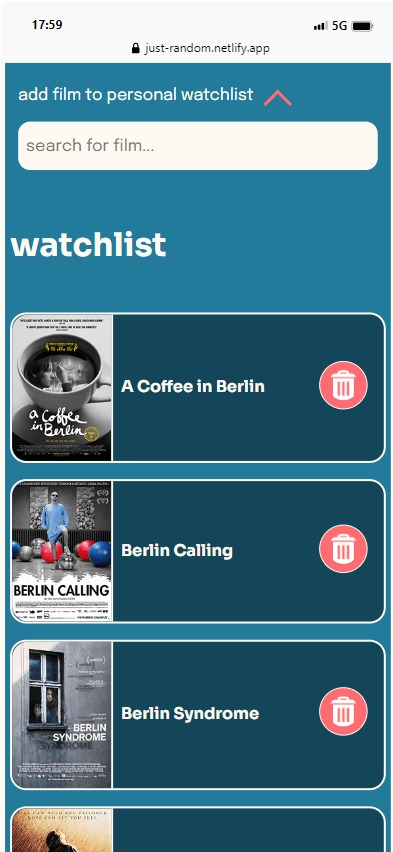 17:59
5G
just-random.netlify.app
add film to personal watchlist
search for film...
watchlist
a Coffee
in Berlin
A Coffee in Berlin
BERLIN CALLING
Berlin Calling
BERLIN
SYNDROME
Berlin Syndrome